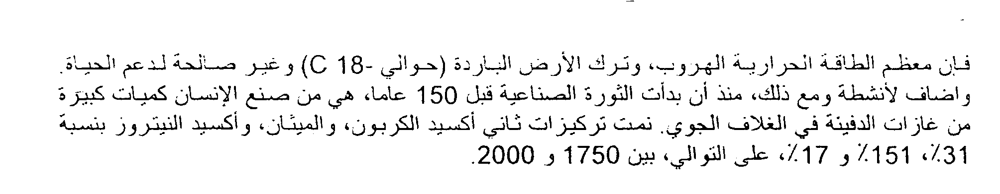 فإن معظم الطاقة الحرارية الهروب، وترك الأرض الباردة (حوالي -18 C) وغير صالحة لدعم الحياة.
واضاف لأنشطة ومع ذلك، منذ أن بدأت الثورة الصناعية قبل 150 عاما، هي من صنع الإنسان كميات كبيرَة
من غازات الدفينة في الغلاف الجوي. نمت تركيزات ثاني أكسيد الكربون، والميثان، وأكسيد النيتروز بنسبة
31٪، 151٪ و 17٪، على التوالي، بين 1750 و 2000.